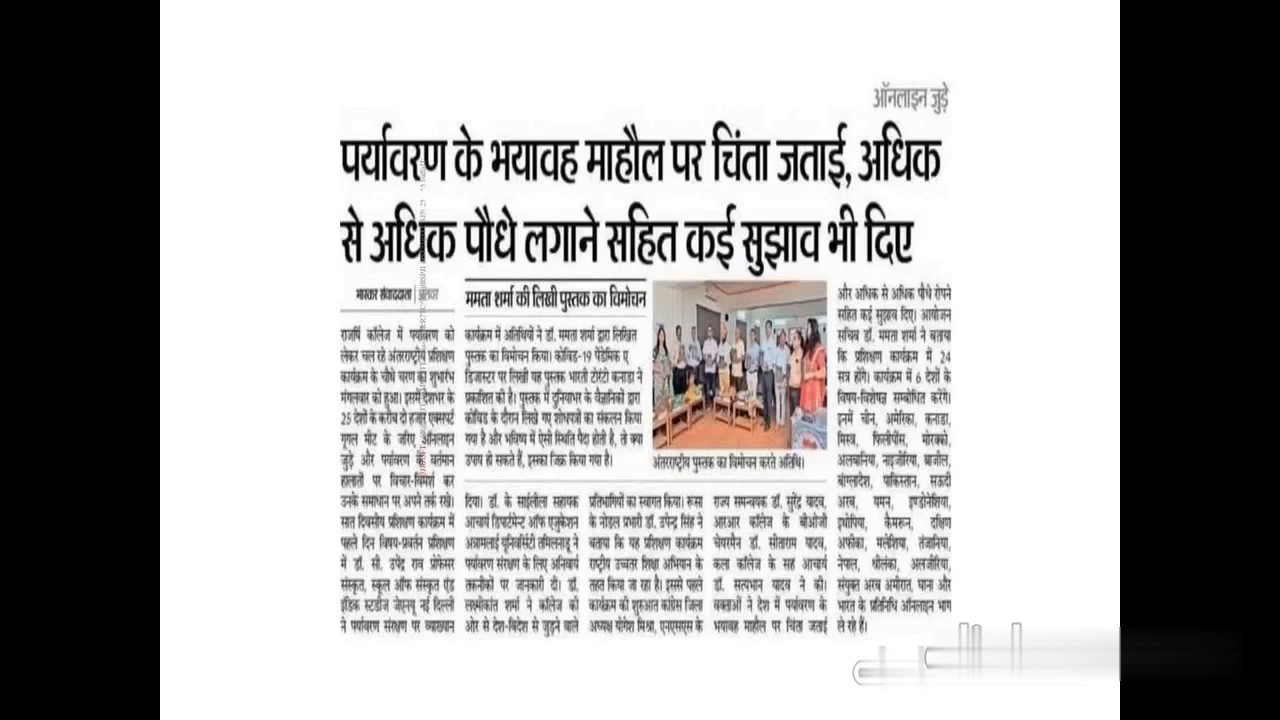 ऑनलाइन जुड़े
पर्यावरण के भयावह माहौल पर चिंता जताई, अधिक
से अधिक पौधे लगाने सहित कई सुझाव भी दिए
भास्कर संवाददाता | अलवर
राजर्षि कॉलेज में पर्यावरण को
लेकर चल रहे अंतरराष्ट्रीय प्रशिक्षण
कार्यक्रम के चौथे चरण का शुभारंभ
मंगलवार को हुआ। इसमें देशभर के
25 देशों के करीब दो हजार एक्सपर्ट
गूगल मीट के जरिए ऑनलाइन
जुड़े और पर्यावरण के वर्तमान
हालातों पर विचार-विमर्श कर
उनके समाधान पर अपने तर्क रखे।
सात दिवसीय प्रशिक्षण कार्यक्रम में
पहले दिन विषय-प्रवर्तन प्रशिक्षण
में डॉ. सी. उपेंद्र राव प्रोफेसर
संस्कृत, स्कूल ऑफ संस्कृत एंड
इंडिक स्टडीज जेएनयू नई दिल्ली
ने पर्यावरण संरक्षण पर व्याख्यान
ममता शर्मा की लिखी पुस्तक का विमोचन
कार्यक्रम में अतिथियों ने डॉ. ममता शर्मा द्वारा लिखित
पुस्तक का विमोचन किया। कोविड-19 पेंडेमिक ए
डिजास्टर पर लिखी यह पुस्तक भारती टोरंटो कनाडा ने
प्रकाशित की है। पुस्तक में दुनियाभर के वैज्ञानिकों द्वारा
कोविड के दौरान लिखे गए शोधपत्रों का संकलन किया
गया है और भविष्य में ऐसी स्थिति पैदा होती है, तो क्या
उपाय हो सकते हैं, इसका जिक्र किया गया है।
अंतरराष्ट्रीय पुस्तक का विमोचन करते अतिथि।
दिया। डॉ. के साईलीला सहायक
आचार्य डिपार्टमेन्ट ऑफ एजुकेशन
अन्नामलाई यूनिवर्सिटी तमिलनाडू ने
पर्यावरण संरक्षण के लिए अनिवार्य
तकनीकों पर जानकारी दी। डॉ.
लक्ष्मीकांत शर्मा ने कॉलेज की
ओर से देश-विदेश से जुड़ने वाले
प्रतिभागियों का स्वागत किया। रूसा
के नोडल प्रभारी डॉ. उपेन्द्र सिंह ने
बताया कि यह प्रशिक्षण कार्यक्रम
राष्ट्रीय उच्चतर शिक्षा अभियान के
तहत किया जा रहा है। इससे पहले
कार्यक्रम की शुरुआत कांग्रेस जिला
अध्यक्ष योगेश मिश्रा, एनएसएस के
राज्य समन्वयक डॉ. सुरेंद्र यादव,
आरआर कॉलेज के बीओजी
चेयरमैन डॉ. सीताराम यादव,
कला कॉलेज के सह आचार्य
डॉ. सत्यभान यादव ने की।
वक्ताओं ने देश में पर्यावरण के
भयावह माहौल पर चिंता जताई
और अधिक से अधिक पौधे रोपने
सहित कई सुझाव दिए। आयोजन
सचिव डॉ. ममता शर्मा ने बताया
कि प्रशिक्षण कार्यक्रम में 24
सत्र होंगे। कार्यक्रम में 6 देशों के
विषय-विशेषज्ञ सम्बोधित करेंगे।
इनमें चीन, अमेरिका, कनाडा,
मिस्र, फिलीपींस, मोरक्को,
अलबानिया, नाइजीरिया, ब्राजील,
बांग्लादेश, पाकिस्तान, सऊदी
अरब, यमन, इण्डोनेशिया,
इथोपिया, कैमरून, दक्षिण
अफ्रीका, मलेशिया, तंजानिया,
नेपाल, श्रीलंका, अलजीरिया,
संयुक्त अरब अमीरात, घाना और
भारत के प्रतिनिधि ऑनलाइन भाग
ले रहे हैं।